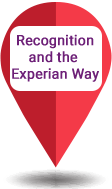 Recognition
and the
Experian Way